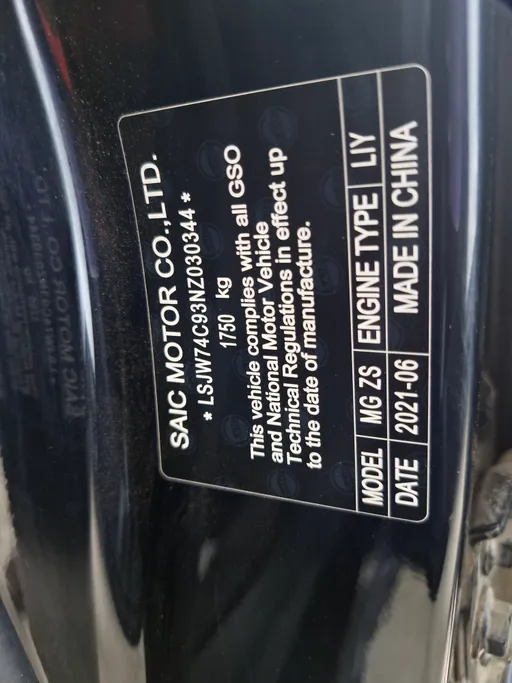 SAIC MOTOR CO.,LTD.
* LSJW74C93NZ030344 *
1750 kg
This vehicle complies with all GSO
and National Motor Vehicle
Technical Regulations in effect up
to the date of manufacture.
MODEL MG ZS ENGINE TYPE LIY
DATE 2021-06 MADE IN CHINA